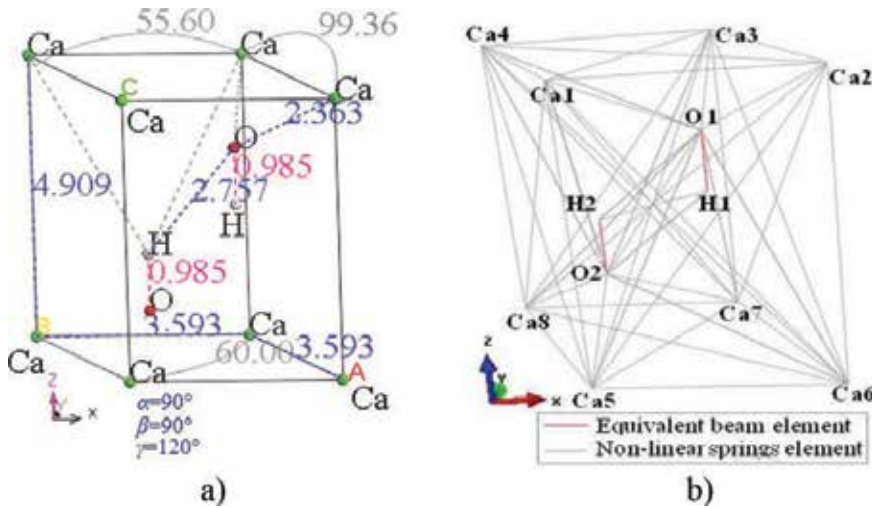 55.60
99.36
Ca
Ca
C
Ca
Ca
2.363
O
0.985
2.757
4.909
H
H
0.985
O
3.593
B
Ca
Ca
60.00
3.593
Ca
A
Ca
Z
Y
X
α=90°
β=90°
γ=120°
a)
Ca4
Ca3
Ca2
Ca1
O1
H2
H1
O2
Ca8
Ca7
Ca5
Ca6
Z
Y
X
Equivalent beam element
Non-linear springs element
b)